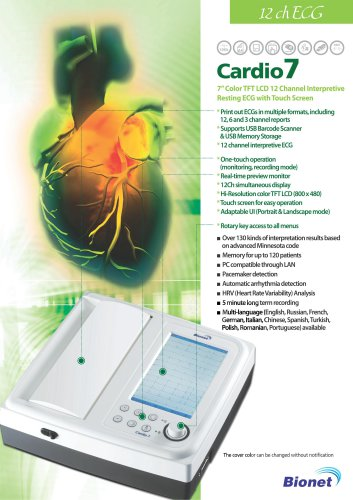 12 ch ECG
Cardio7
7" Color TFT LCD 12 Channel Interpretive
Resting ECG with Touch Screen
* Print out ECGs in multiple formats, including
12, 6 and 3 channel reports
* Supports USB Barcode Scanner
& USB Memory Storage
* 12 channel interpretive ECG
* One-touch operation
(monitoring, recording mode)
* Real-time preview monitor
* 12Ch simultaneous display
* Hi-Resolution color TFT LCD (800 x 480)
* Touch screen for easy operation
* Adaptable UI (Portrait & Landscape mode)
* Rotary key access to all menus
■ Over 130 kinds of interpretation results based
on advanced Minnesota code
■ Memory for up to 120 patients
■ PC compatible through LAN
■ Pacemaker detection
■ Automatic arrhythmia detection
■ HRV (Heart Rate Variability) Analysis
■ 5 minute long term recording
■ Multi-language (English, Russian, French,
German, Italian, Chinese, Spanish, Turkish,
Polish, Romanian, Portuguese) available
Bionet
Cardio 7
The cover color can be changed without notification
Bionet